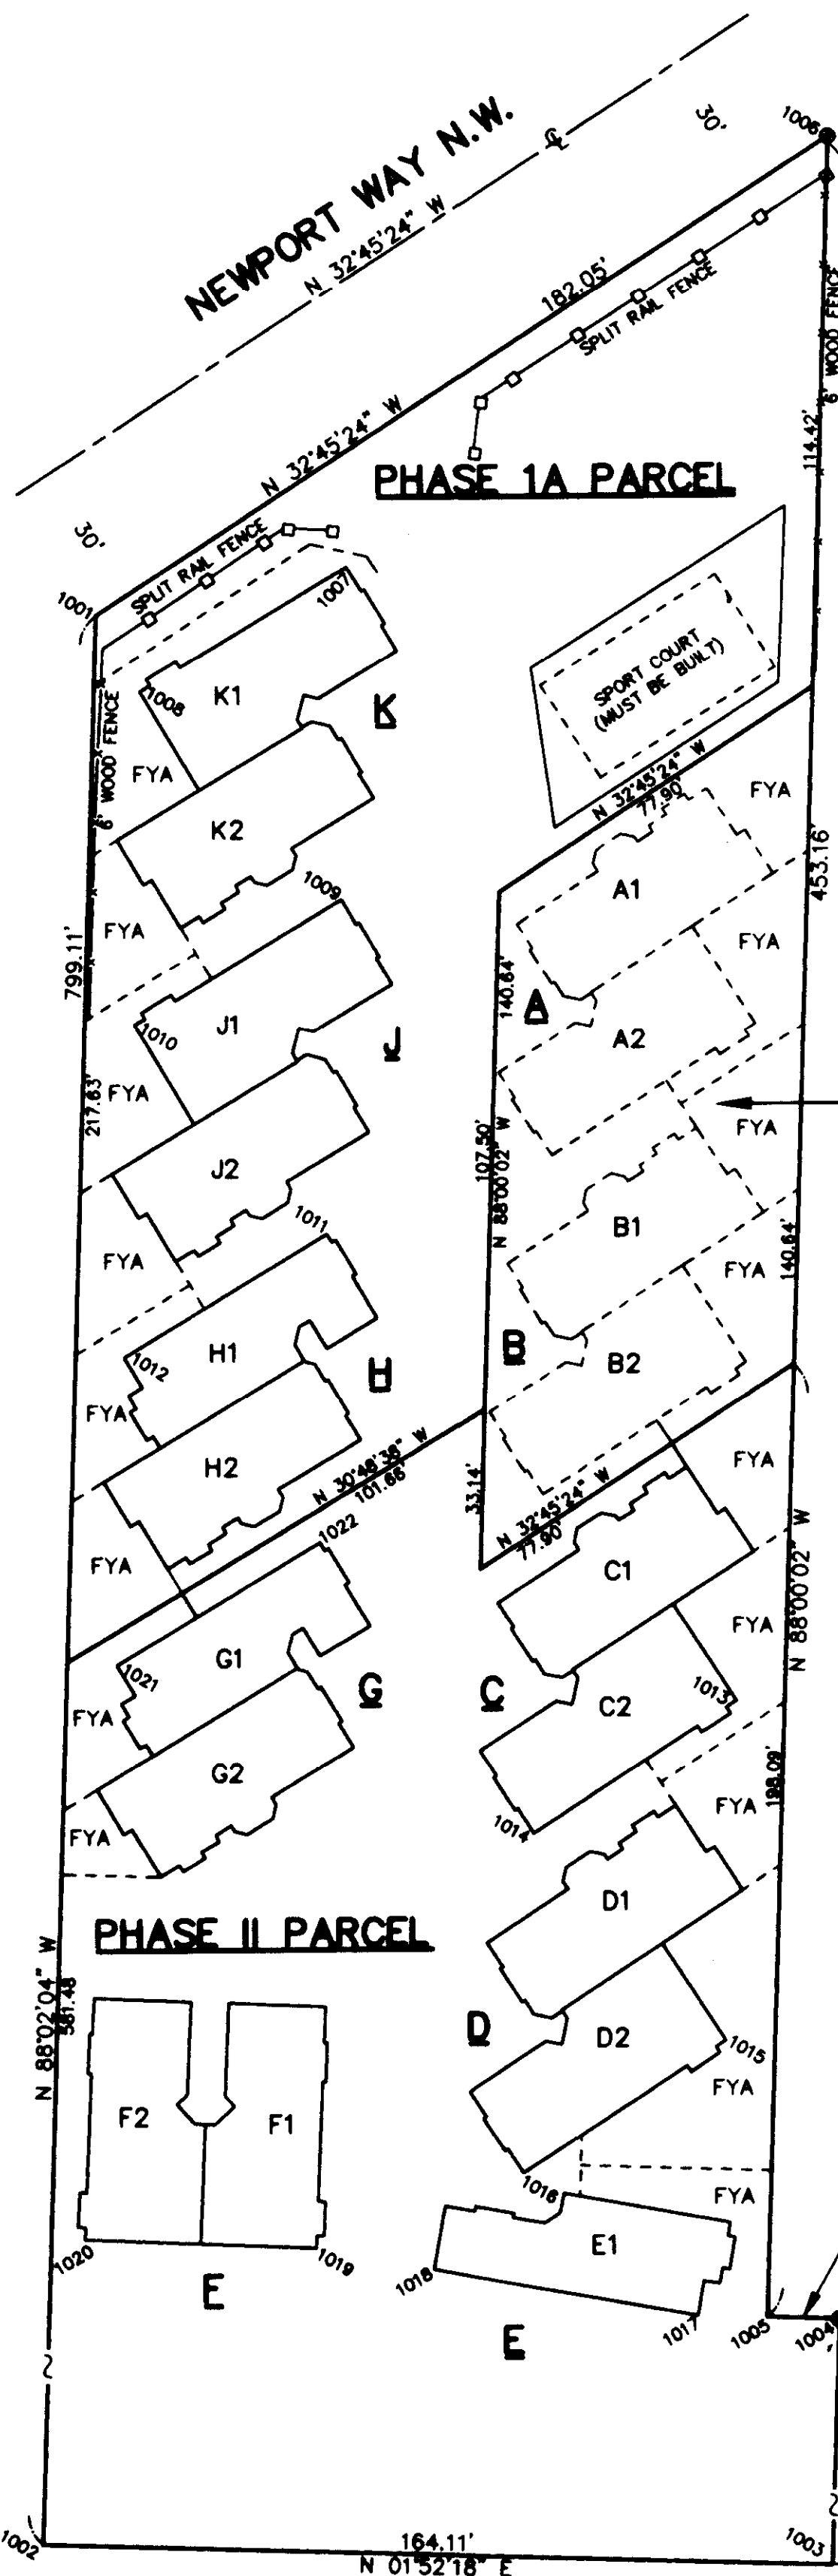 NEWPORT WAY N.W.
N 32°45'24" W
30'
1006
182.05'
SPLIT RAIL FENCE
6' WOOD FENCE
114.42'
N 32°45'24" W
PHASE 1A PARCEL
30'
1001
SPLIT RAIL FENCE
1007
1008
K1
K
FYA
6' WOOD FENCE
K2
SPORT COURT
(MUST BE BUILT)
N 32°45'24" W
77.90'
FYA
453.16'
A1
1009
FYA
799.11'
FYA
140.64'
A
A2
1010
J1
J
FYA
217.63'
FYA
107.50'
N 88°00'02" W
J2
1011
FYA
B1
FYA
140.64'
B
B2
1012
H1
H
FYA
H2
N 30°48'38" W
101.66'
33.14'
N 32°45'24" W
77.90'
FYA
FYA
1022
C1
N 88°00'02" W
FYA
1021
G1
G
FYA
C
C2
1013
G2
FYA
1014
FYA
198.09'
D1
PHASE II PARCEL
N 88°02'04" W
581.48
D
D2
1015
FYA
F2
F1
1016
FYA
E1
1020
1019
E
1018
1017
E
1005
1004
1002
164.11'
N 01°52'18" E
1003